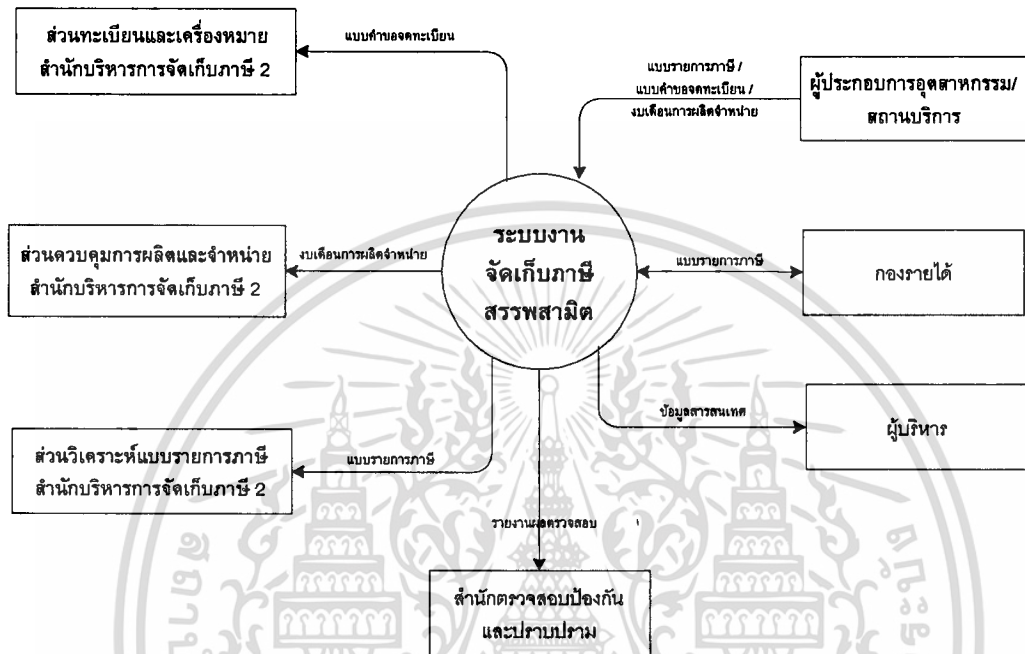 ส่วนทะเบียนและเครื่องหมาย
สำนักบริหารการจัดเก็บภาษี 2
แบบคำขอจดทะเบียน
แบบรายการภาษี /
แบบคำขอจดทะเบียน /
งบเดือนการผลิตจำหน่าย
ผู้ประกอบการอุตสาหกรรม/
สถานบริการ
ส่วนควบคุมการผลิตและจำหน่าย
สำนักบริหารการจัดเก็บภาษี 2
งบเดือนการผลิตจำหน่าย
ระบบงาน
จัดเก็บภาษี
สรรพสามิต
แบบรายการภาษี
กองรายได้
ข้อมูลสารสนเทศ
ผู้บริหาร
ส่วนวิเคราะห์แบบรายการภาษี
สำนักบริหารการจัดเก็บภาษี 2
แบบรายการภาษี
รายงานผลตรวจสอบ
สำนักตรวจสอบป้องกัน
และปราบปราม